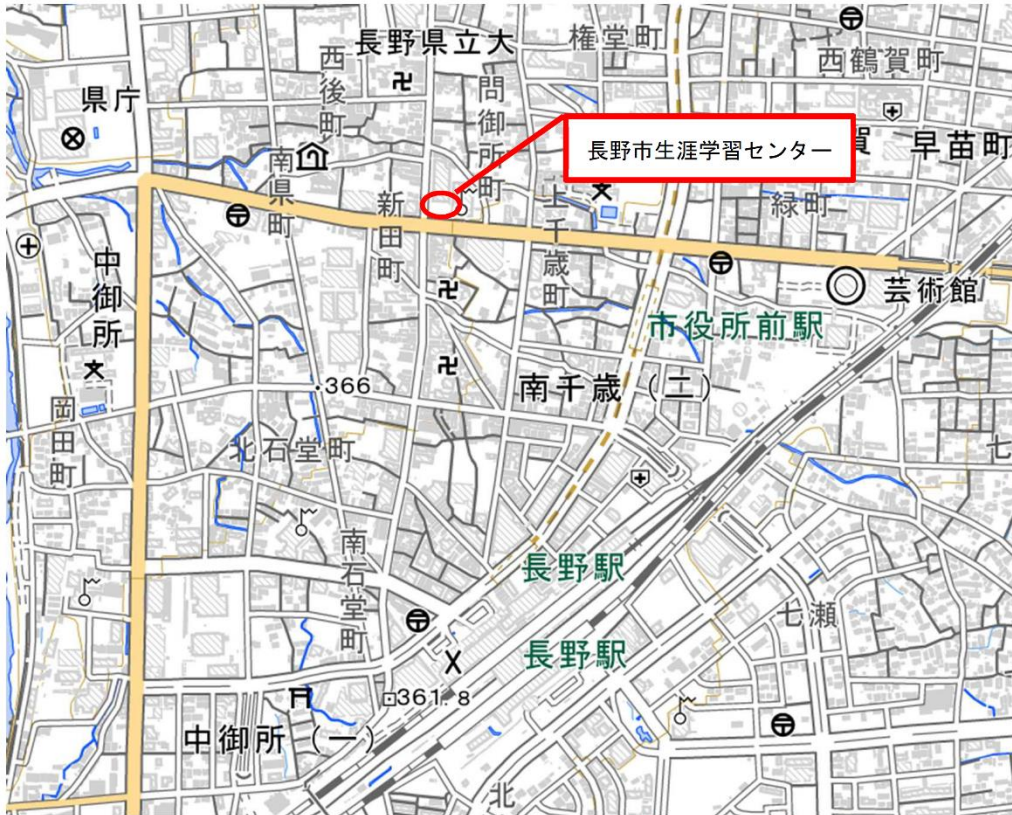 長野県立大
権堂町
西鶴賀町
西後町
問御所町
県庁
長野市生涯学習センター
賀
早苗町
南県町
新田町
上千歳町
緑町
中御所
芸術館
市役所前駅
366
南千歳（二）
岡田町
北石堂町
七
南石堂町
長野駅
七瀬
長野駅
361.8
中御所（一）
北